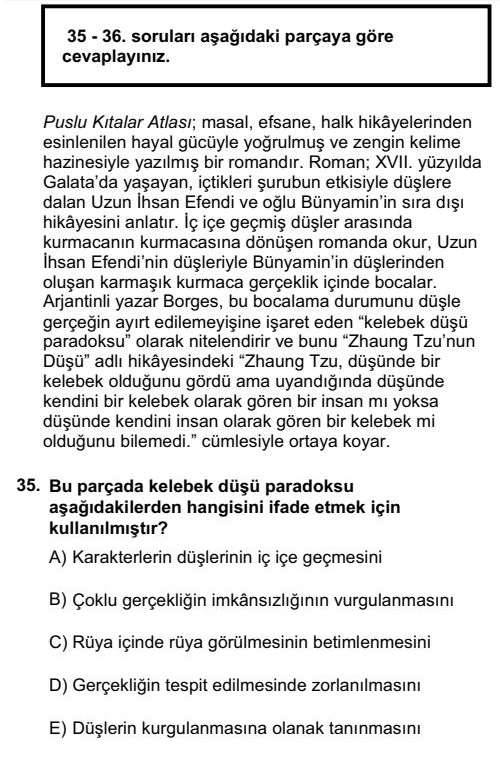 35 - 36. soruları aşağıdaki parçaya göre
cevaplayınız.
Puslu Kıtalar Atlası; masal, efsane, halk hikâyelerinden
esinlenilen hayal gücüyle yoğrulmuş ve zengin kelime
hazinesiyle yazılmış bir romandır. Roman; XVII. yüzyılda
Galata’da yaşayan, içtikleri şurubun etkisiyle düşlere
dalan Uzun İhsan Efendi ve oğlu Bünyamin’in sıra dışı
hikâyesini anlatır. İç içe geçmiş düşler arasında
kurmacanın kurmacasına dönüşen romanda okur, Uzun
İhsan Efendi’nin düşleriyle Bünyamin’in düşlerinden
oluşan karmaşık kurmaca gerçeklik içinde bocalar.
Arjantinli yazar Borges, bu bocalama durumunu düşle
gerçeğin ayırt edilemeyişine işaret eden “kelebek düşü
paradoksu” olarak nitelendirir ve bunu “Zhaung Tzu’nun
Düşü” adlı hikâyesindeki “Zhaung Tzu, düşünde bir
kelebek olduğunu gördü ama uyandığında düşünde
kendini bir kelebek olarak gören bir insan mı yoksa
düşünde kendini insan olarak gören bir kelebek mi
olduğunu bilemedi.” cümlesiyle ortaya koyar.
35. Bu parçada kelebek düşü paradoksu
aşağıdakilerden hangisini ifade etmek için
kullanılmıştır?
A) Karakterlerin düşlerinin iç içe geçmesini
B) Çoklu gerçekliğin imkânsızlığının vurgulanmasını
C) Rüya içinde rüya görülmesinin betimlenmesini
D) Gerçekliğin tespit edilmesinde zorlanılmasını
E) Düşlerin kurgulanmasına olanak tanınmasını